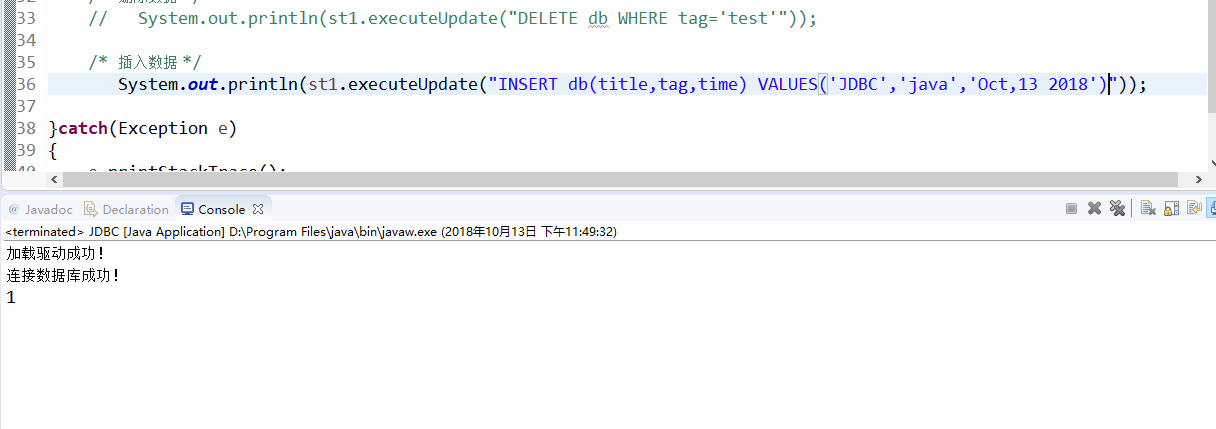 33 //   System.out.println(st1.executeUpdate("DELETE db WHERE tag='test'"));
34
35 /* 插入数据 */
36 System.out.println(st1.executeUpdate("INSERT db(title,tag,time) VALUES('JDBC','java','Oct,13 2018')"));
37
38 }catch(Exception e)
39 {
@ Javadoc Declaration Console
<terminated> JDBC [Java Application] D:\Program Files\java\bin\javaw.exe (2018年10月13日 下午11:49:32)
加载驱动成功!
连接数据库成功!
1